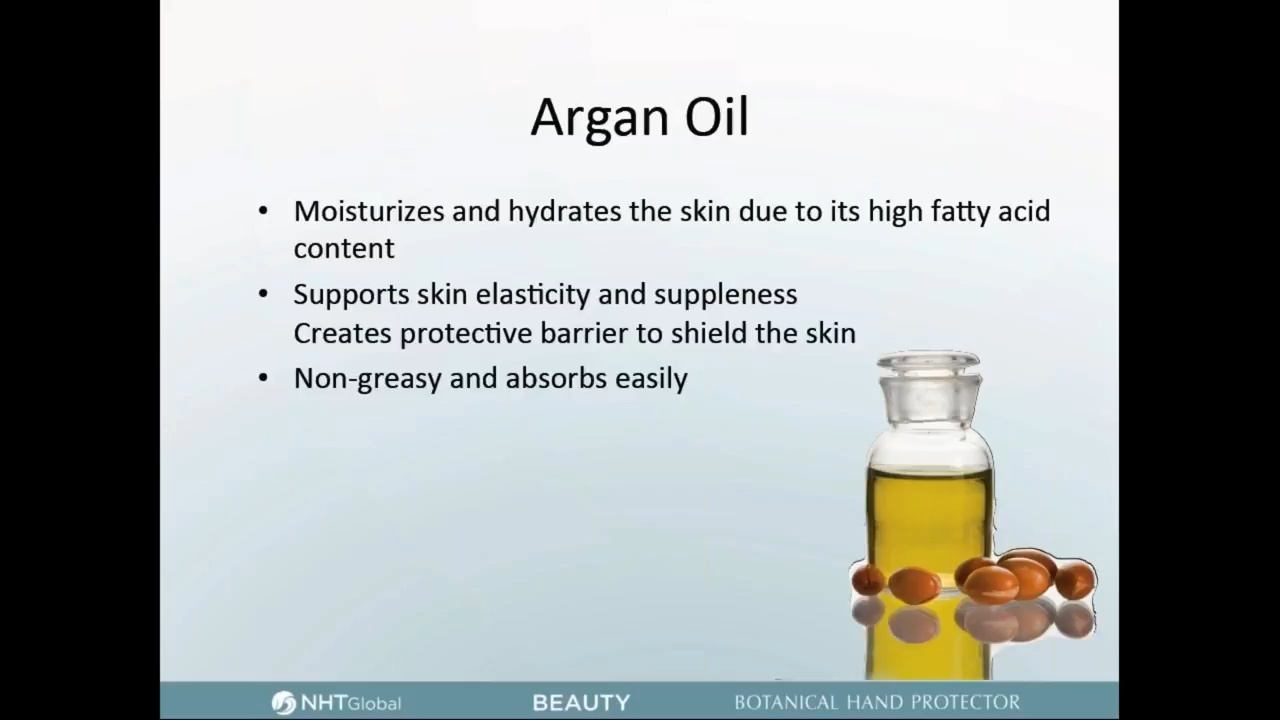 Argan Oil
• Moisturizes and hydrates the skin due to its high fatty acid
content
• Supports skin elasticity and suppleness
Creates protective barrier to shield the skin
• Non-greasy and absorbs easily
NHTGlobal BEAUTY BOTANICAL HAND PROTECTOR